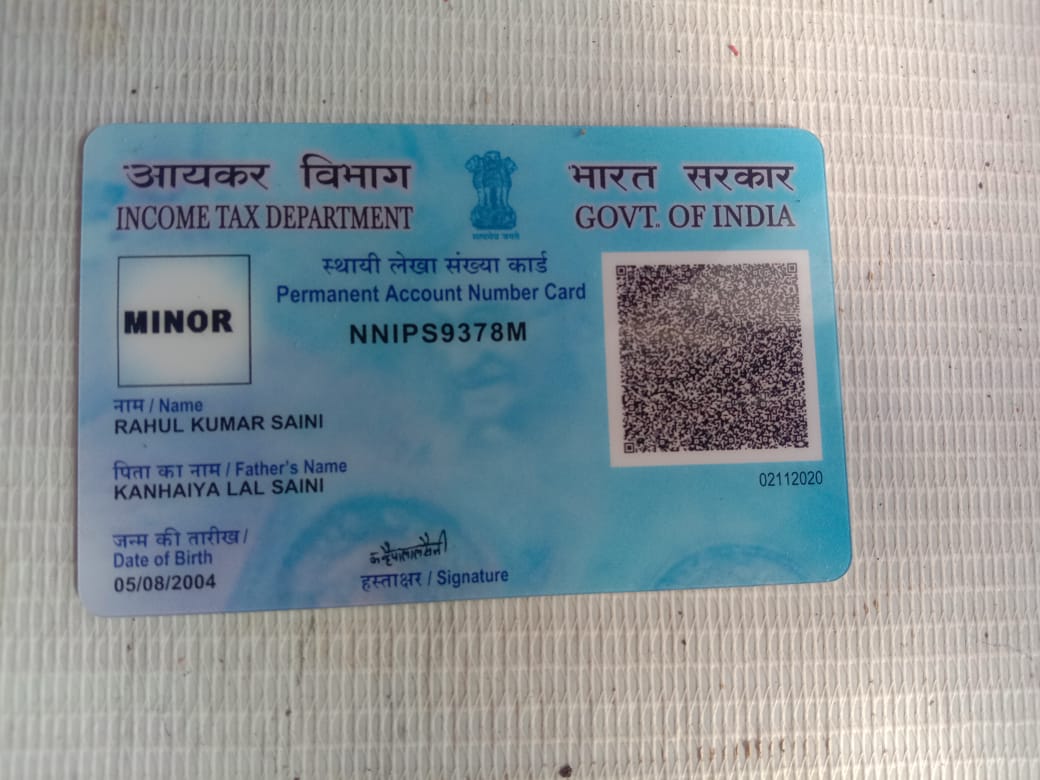 आयकर विभाग
INCOME TAX DEPARTMENT
सत्यमेव जयते
भारत सरकार
GOVT. OF INDIA
स्थायी लेखा संख्या कार्ड
Permanent Account Number Card
NNIPS9378M
MINOR
नाम / Name
RAHUL KUMAR SAINI
पिता का नाम / Father's Name
KANHAIYA LAL SAINI
02112020
जन्म की तारीख /
Date of Birth
05/08/2004
हस्ताक्षर / Signature